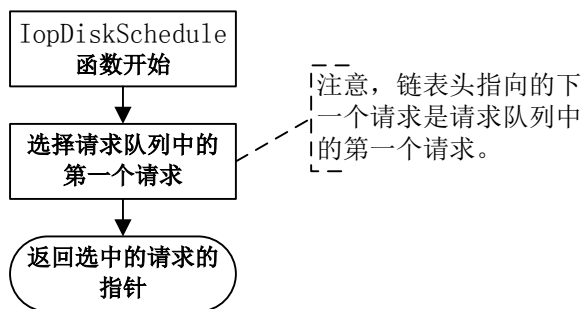 IopDiskSchedule
函数开始
选择请求队列中的
第一个请求
注意，链表头指向的下
一个请求是请求队列中
的第一个请求。
返回选中的请求的
指针